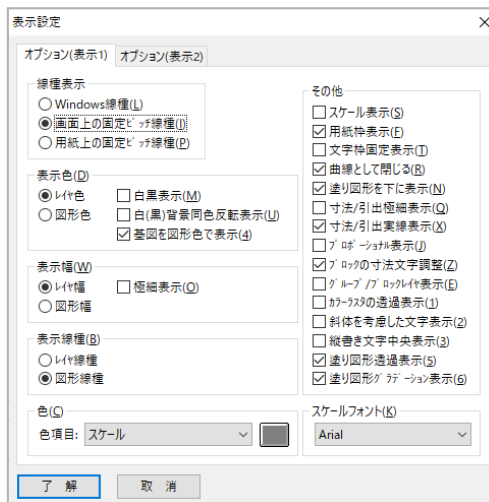 表示設定
オプション(表示1)
オプション(表示2)
線種表示
Windows線種(L)
画面上の固定ピッチ線種(I)
用紙上の固定ピッチ線種(P)
表示色(D)
レイヤ色
白黒表示(M)
図形色
白(黒)背景同色反転表示(U)
基図を図形色で表示(4)
表示幅(W)
レイヤ幅
極細表示(O)
図形幅
表示線種(B)
レイヤ線種
図形線種
色(C)
色項目:
スケール
その他
スケール表示(S)
用紙枠表示(F)
文字枠固定表示(T)
曲線として閉じる(R)
塗り図形を下に表示(N)
寸法/引出極細表示(Q)
寸法/引出実線表示(X)
プロポーショナル表示(J)
ブロックの寸法文字調整(Z)
グループ/ブロックレイヤ表示(E)
カラーラスタの透過表示(1)
斜体を考慮した文字表示(2)
縦書き文字中央表示(3)
塗り図形透過表示(5)
塗り図形グラデーション表示(6)
スケールフォント(K)
Arial
了 解
取 消